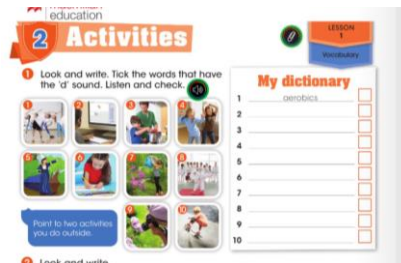 education
2 Activities
LESSON
1
Vocabulary
1 Look and write. Tick the words that have
the 'd' sound. Listen and check.
My dictionary
1 aerobics
2
3
4
5
6
7
8
9
10
1
2
3
4
5
6
7
8
9
10
Point to two activities
you do outside.
2 Look and write